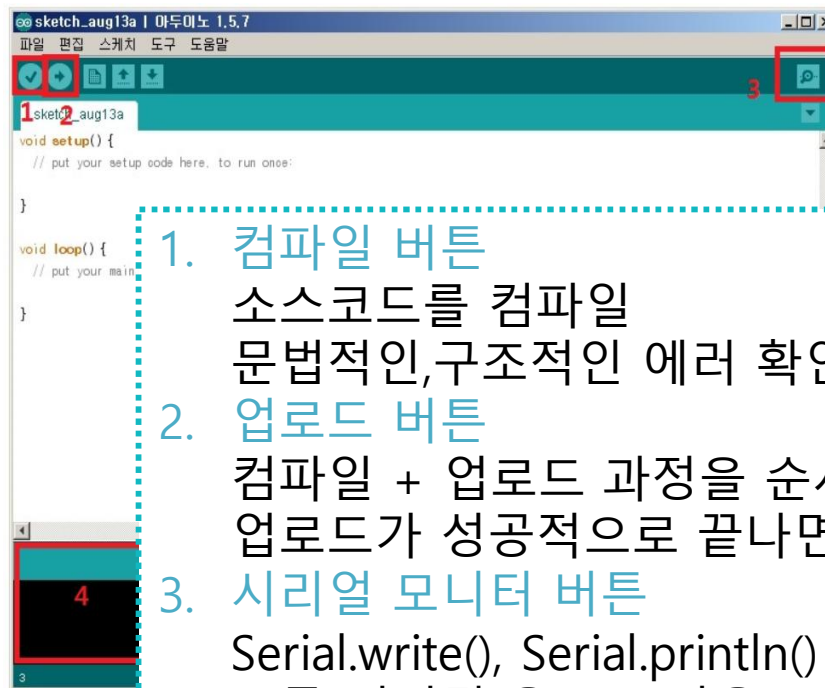 sketch_aug13a | 아두이노 1.5.7
파일 편집 스케치 도구 도움말
3
1 2
sketch_aug13a
void setup() {
// put your setup code here, to run once:
}
void loop() {
// put your main
}
1. 컴파일 버튼
소스코드를 컴파일
문법적인,구조적인 에러 확인
2. 업로드 버튼
컴파일 + 업로드 과정을
업로드가 성공적으로 끝나면
3. 시리얼 모니터 버튼
Serial.write(), Serial.println()
4
3